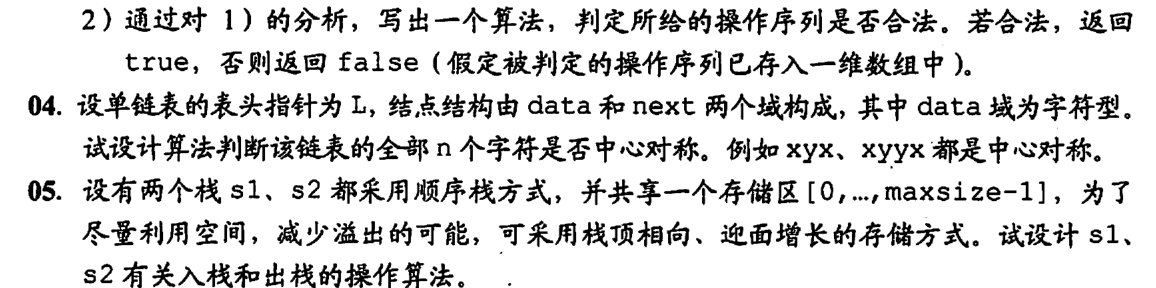 2）通过对 1）的分析，写出一个算法，判定所给的操作序列是否合法。若合法，返回
true，否则返回 false（假定被判定的操作序列已存入一维数组中）。
04. 设单链表的表头指针为 L，结点结构由 data 和 next 两个域构成，其中 data 域为字符型。
试设计算法判断该链表的全部 n 个字符是否中心对称。例如 xyx、xyyx 都是中心对称。
05. 设有两个栈 s1、s2 都采用顺序栈方式，并共享一个存储区[0,…,maxsize-1]，为了
尽量利用空间，减少溢出的可能，可采用栈顶相向、迎面增长的存储方式。试设计 s1、
s2 有关入栈和出栈的操作算法。